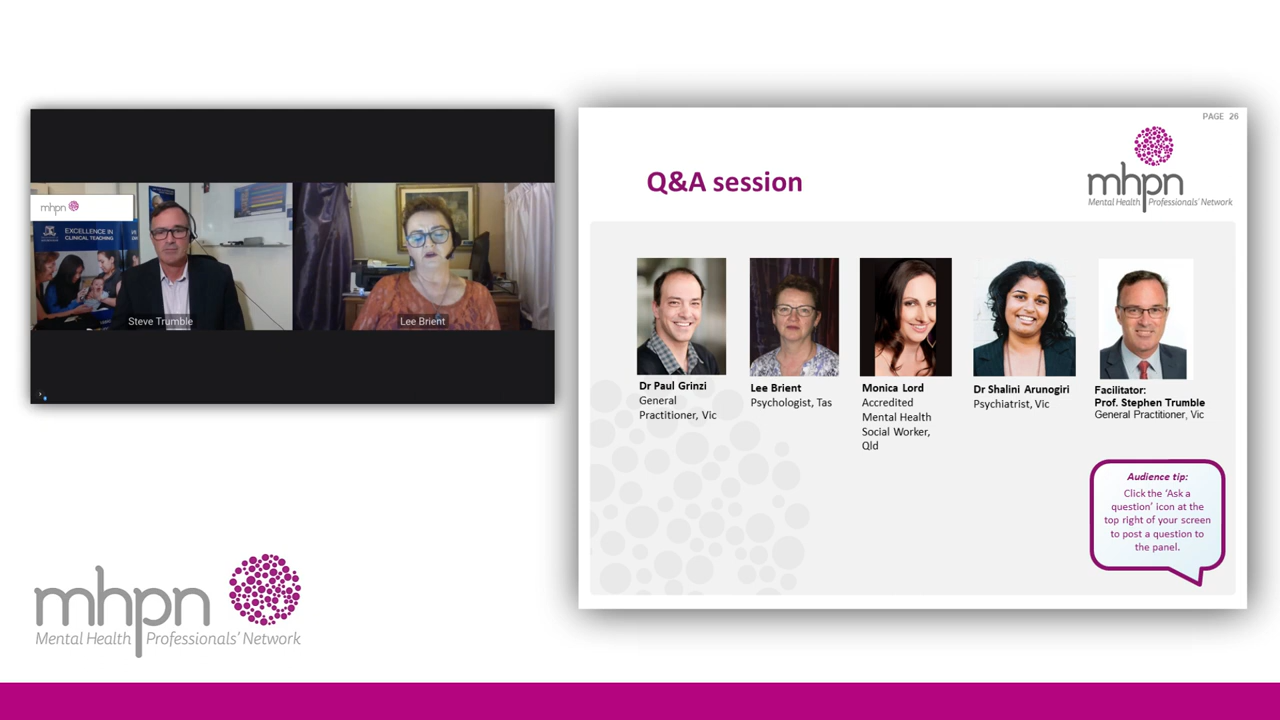 mhpn
EXCELLENCE IN
CLINICAL TEACHING
Steve Trumble
Lee Brient
mhpn
Mental Health Professionals' Network
PAGE 26
Q&A session
mhpn
Mental Health Professionals' Network
Dr Paul Grinzi
General
Practitioner, Vic
Lee Brient
Psychologist, Tas
Monica Lord
Accredited
Mental Health
Social Worker,
Qld
Dr Shalini Arunogiri
Psychiatrist, Vic
Facilitator:
Prof. Stephen Trumble
General Practitioner, Vic
Audience tip:
Click the 'Ask a
question' icon at the
top right of your screen
to post a question to
the panel.